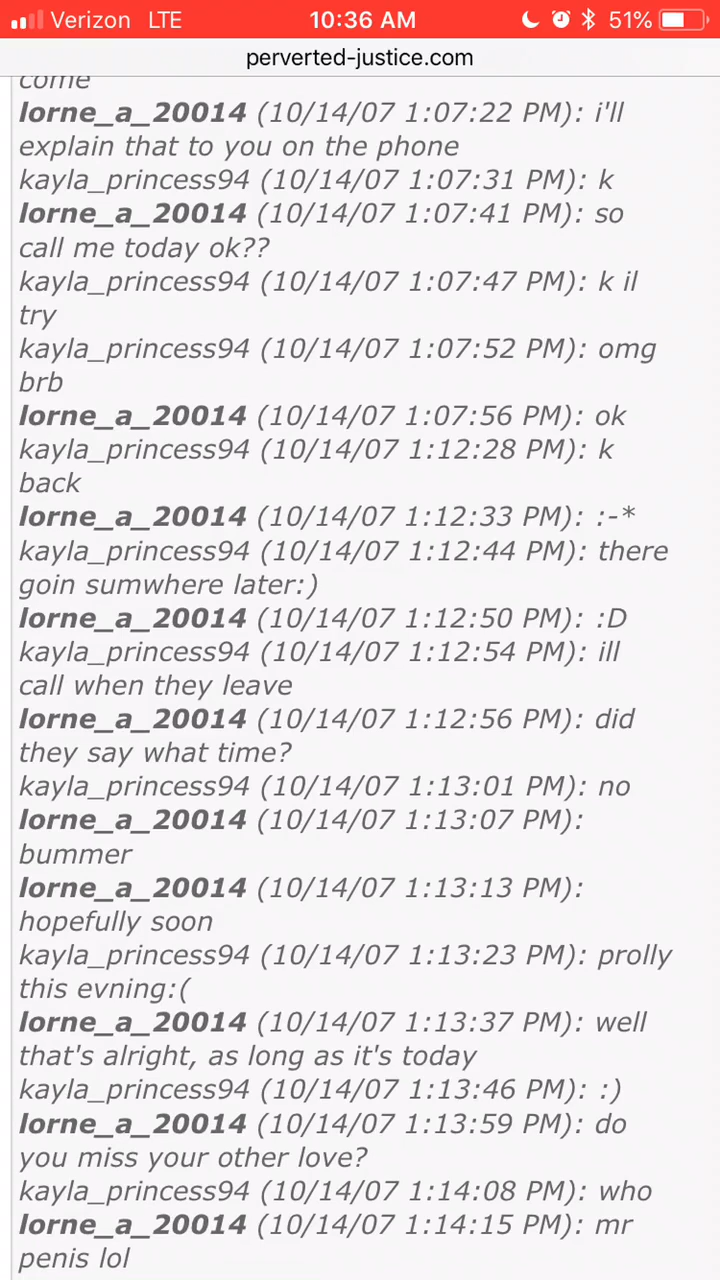 Verizon LTE 10:36 AM 51%
perverted-justice.com
come
lorne_a_20014 (10/14/07 1:07:22 PM): i'll
explain that to you on the phone
kayla_princess94 (10/14/07 1:07:31 PM): k
lorne_a_20014 (10/14/07 1:07:41 PM): so
call me today ok??
kayla_princess94 (10/14/07 1:07:47 PM): k il
try
kayla_princess94 (10/14/07 1:07:52 PM): omg
brb
lorne_a_20014 (10/14/07 1:07:56 PM): ok
kayla_princess94 (10/14/07 1:12:28 PM): k
back
lorne_a_20014 (10/14/07 1:12:33 PM): :-*
kayla_princess94 (10/14/07 1:12:44 PM): there
goin sumwhere later:)
lorne_a_20014 (10/14/07 1:12:50 PM): :D
kayla_princess94 (10/14/07 1:12:54 PM): ill
call when they leave
lorne_a_20014 (10/14/07 1:12:56 PM): did
they say what time?
kayla_princess94 (10/14/07 1:13:01 PM): no
lorne_a_20014 (10/14/07 1:13:07 PM):
bummer
lorne_a_20014 (10/14/07 1:13:13 PM):
hopefully soon
kayla_princess94 (10/14/07 1:13:23 PM): prolly
this evning:(
lorne_a_20014 (10/14/07 1:13:37 PM): well
that's alright, as long as it's today
kayla_princess94 (10/14/07 1:13:46 PM): :)
lorne_a_20014 (10/14/07 1:13:59 PM): do
you miss your other love?
kayla_princess94 (10/14/07 1:14:08 PM): who
lorne_a_20014 (10/14/07 1:14:15 PM): mr
penis lol